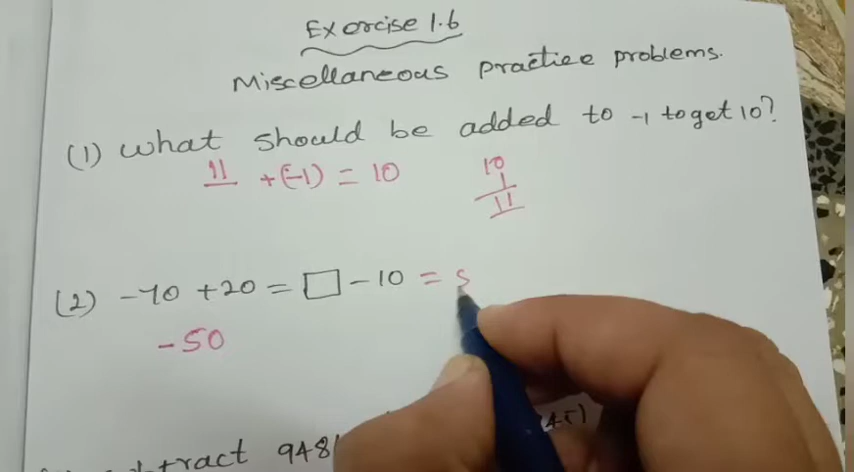 Exercise 1.6
Miscellaneous practice problems.
(1) what should be added to -1 to get 10?
11 +(-1) = 10
10
1
11
(2) -70 +20 = □ -10 = 5
-50
948